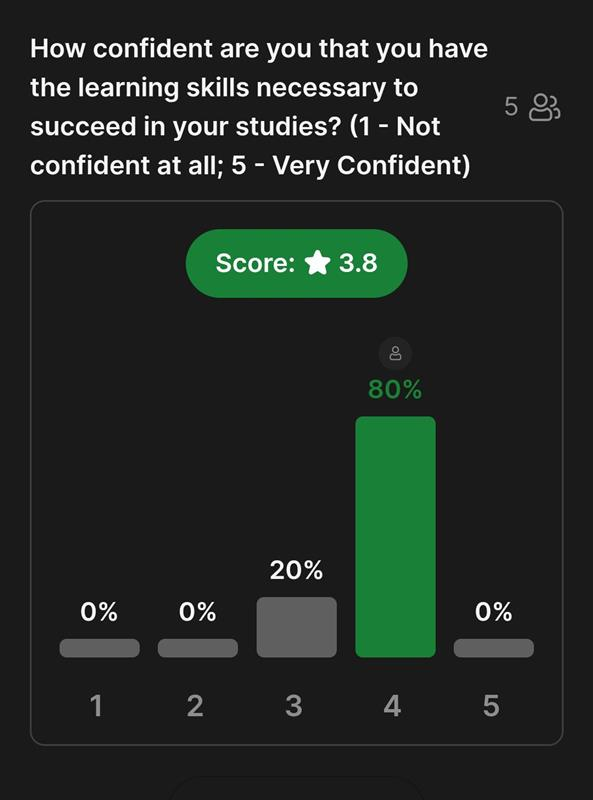 How confident are you that you have
the learning skills necessary to
succeed in your studies? (1 - Not
confident at all; 5 - Very Confident)
5
Score: 3.8
80%
20%
0% 0% 0%
1 2 3 4 5